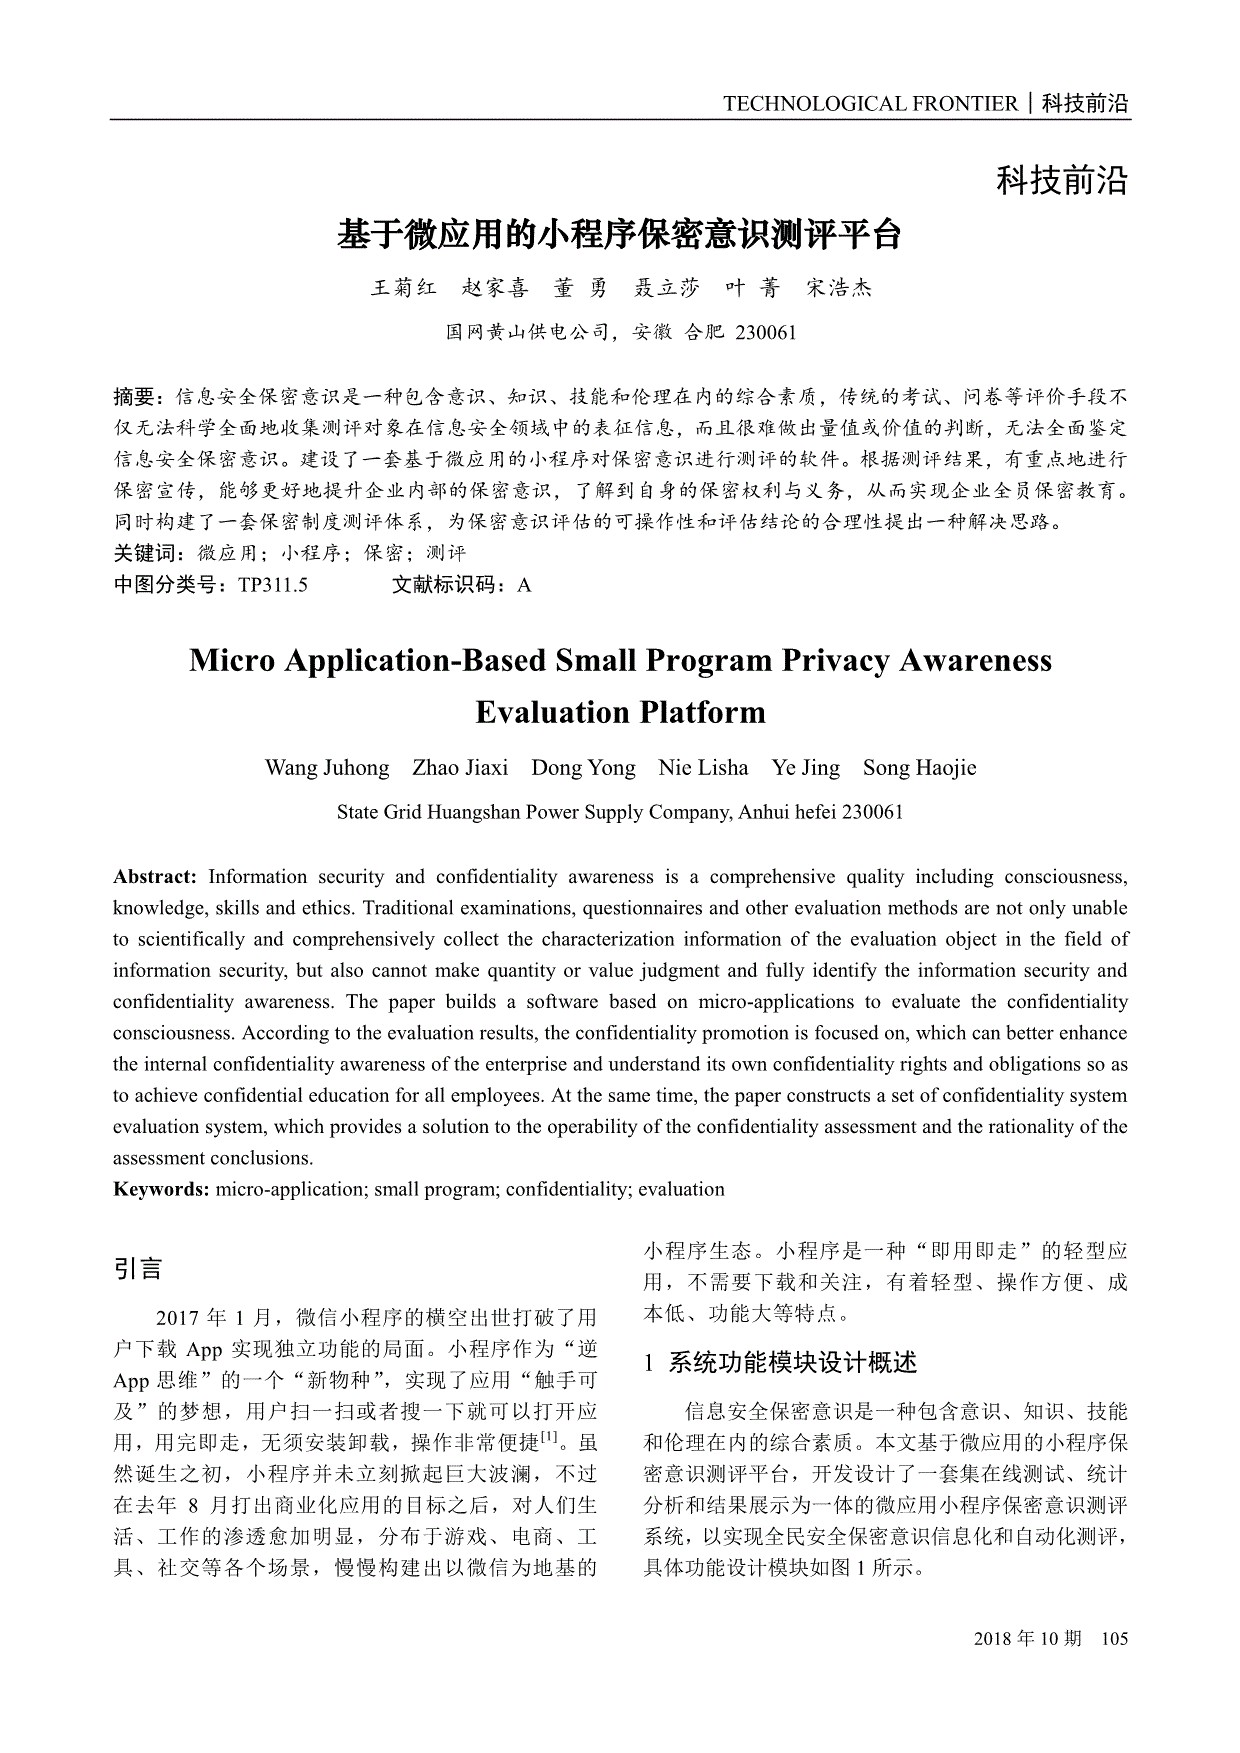 TECHNOLOGICAL FRONTIER｜科技前沿
科技前沿
基于微应用的小程序保密意识测评平台
王菊红 赵家喜 董 勇 聂立莎 叶 菁 宋浩杰
国网黄山供电公司，安徽 合肥 230061
摘要：信息安全保密意识是一种包含意识、知识、技能和伦理在内的综合素质，传统的考试、问卷等评价手段不
仅无法科学全面地收集测评对象在信息安全领域中的表征信息，而且很难做出量值或价值的判断，无法全面鉴定
信息安全保密意识。建设了一套基于微应用的小程序对保密意识进行测评的软件。根据测评结果，有重点地进行
保密宣传，能够更好地提升企业内部的保密意识，了解到自身的保密权利与义务，从而实现企业全员保密教育。
同时构建了一套保密制度测评体系，为保密意识评估的可操作性和评估结论的合理性提出一种解决思路。
关键词：微应用；小程序；保密；测评
中图分类号：TP311.5 文献标识码：A
Micro Application-Based Small Program Privacy Awareness
Evaluation Platform
Wang Juhong Zhao Jiaxi Dong Yong Nie Lisha Ye Jing Song Haojie
State Grid Huangshan Power Supply Company, Anhui hefei 230061
Abstract: Information security and confidentiality awareness is a comprehensive quality including consciousness,
knowledge, skills and ethics. Traditional examinations, questionnaires and other evaluation methods are not only unable
to scientifically and comprehensively collect the characterization information of the evaluation object in the field of
information security, but also cannot make quantity or value judgment and fully identify the information security and
confidentiality awareness. The paper builds a software based on micro-applications to evaluate the confidentiality
consciousness. According to the evaluation results, the confidentiality promotion is focused on, which can better enhance
the internal confidentiality awareness of the enterprise and understand its own confidentiality rights and obligations so as
to achieve confidential education for all employees. At the same time, the paper constructs a set of confidentiality system
evaluation system, which provides a solution to the operability of the confidentiality assessment and the rationality of the
assessment conclusions.
Keywords: micro-application; small program; confidentiality; evaluation
引言
2017 年 1 月，微信小程序的横空出世打破了用
户下载 App 实现独立功能的局面。小程序作为“逆
App 思维”的一个“新物种”，实现了应用“触手可
及”的梦想，用户扫一扫或者搜一下就可以打开应
用，用完即走，无须安装卸载，操作非常便捷[1]。虽
然诞生之初，小程序并未立刻掀起巨大波澜，不过
在去年 8 月打出商业化应用的目标之后，对人们生
活、工作的渗透愈加明显，分布于游戏、电商、工
具、社交等各个场景，慢慢构建出以微信为地基的
小程序生态。小程序是一种“即用即走”的轻型应
用，不需要下载和关注，有着轻型、操作方便、成
本低、功能大等特点。
1 系统功能模块设计概述
信息安全保密意识是一种包含意识、知识、技能
和伦理在内的综合素质。本文基于微应用的小程序保
密意识测评平台，开发设计了一套集在线测试、统计
分析和结果展示为一体的微应用小程序保密意识测评
系统，以实现全民安全保密意识信息化和自动化测评，
具体功能设计模块如图 1 所示。
2018 年 10 期 105